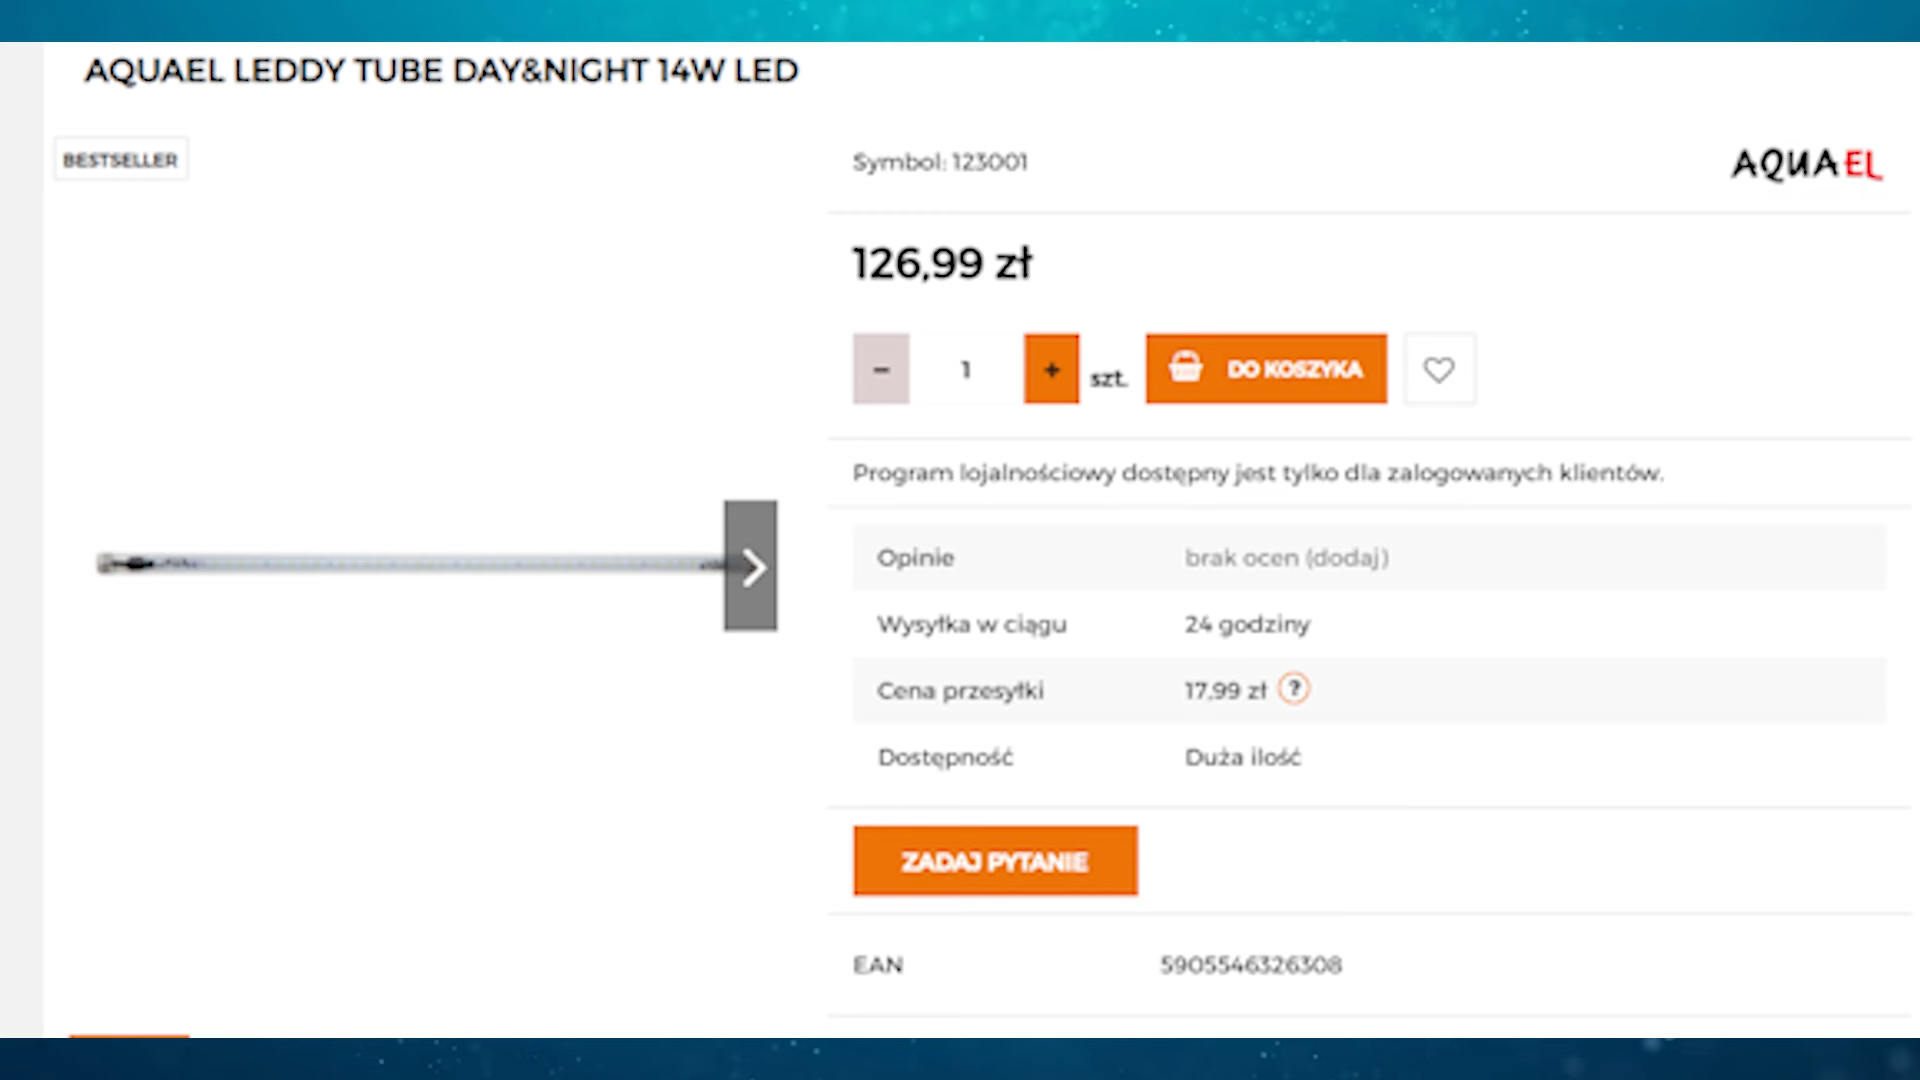 AQUAEL LEDDY TUBE DAY&NIGHT 14W LED
BESTSELLER
Symbol: 123001
AQUAEL
126,99 zł
- 1 + szt. DO KOSZYKA
Program lojalnościowy dostępny jest tylko dla zalogowanych klientów.
Opinie brak ocen (dodaj)
Wysyłka w ciągu 24 godziny
Cena przesyłki 17,99 zł ?
Dostępność Duża ilość
ZADAJ PYTANIE
EAN 5905546326308